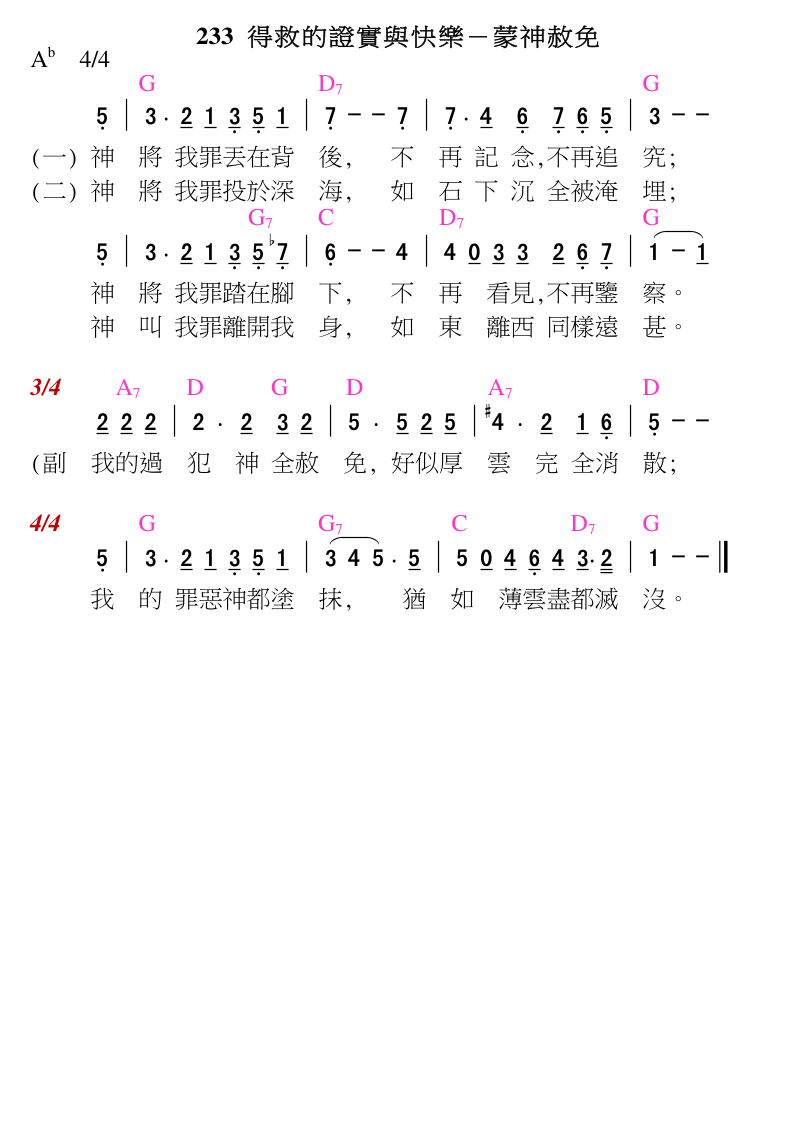 233 得救的證實與快樂－蒙神赦免
Aᵇ 4/4
G D7 G
5 | 3 · 2 1 3 5 1 | 7 － － 7 | 7 · 4 6 7 6 5 | 3 － －
(一) 神 將 我罪丟在背 後， 不 再 記 念，不再追 究；
(二) 神 將 我罪投於深 海， 如 石 下 沉 全被淹 埋；
G7 C D7 G
5 | 3 · 2 1 3 5 ♭7 | 6 － － 4 | 4 0 3 3 2 6 7 | 1 － 1
神 將 我罪踏在腳 下， 不 再 看見，不再鑒 察。
神 叫 我罪離開我 身， 如 東 離西 同樣遠 甚。
3/4 A7 D G D A7 D
2 2 2 | 2 · 2 3 2 | 5 · 5 2 5 | #4 · 2 1 6 | 5 － －
(副 我的過 犯 神 全赦 免，好似厚 雲 完 全消 散；
4/4 G G7 C D7 G
5 | 3 · 2 1 3 5 1 | 3 4 5 · 5 | 5 0 4 6 4 3 · 2 | 1 － － ‖
我 的 罪惡神都塗 抹， 猶 如 薄雲盡都滅 沒。